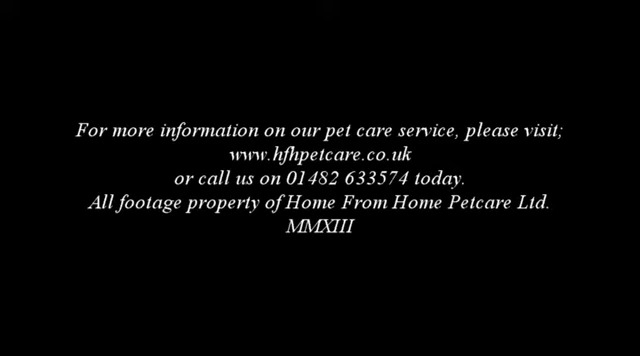 For more information on our pet care service, please visit;
www.hfhpetcare.co.uk
or call us on 01482 633574 today.
All footage property of Home From Home Petcare Ltd.
MMXIII